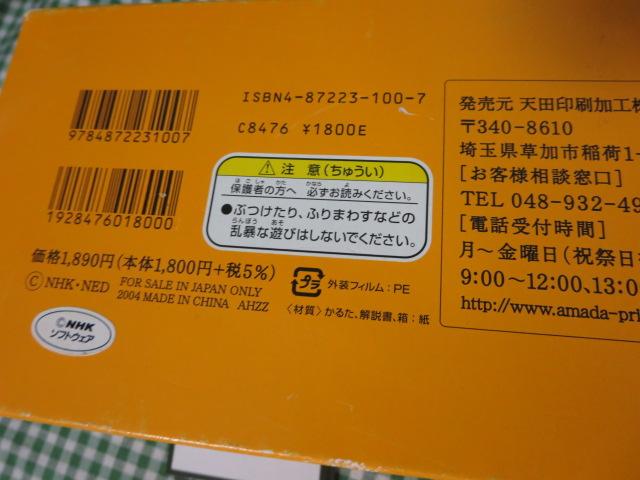 ISBN4-87223-100-7
9784872231007
C8476 ¥1800E
1928476018000
⚠ 注 意(ちゅうい)
保護者の方へ 必ずお読みください。
●ぶつけたり、ふりまわすなどの
乱暴な遊びはしないでください。
価格1,890円(本体1,800円+税5%)
©NHK・NED FOR SALE IN JAPAN ONLY
2004 MADE IN CHINA AHZZ
プラ 外装フィルム:PE
〈材質〉かるた、解説書、箱:紙
©NHK
ソフトウェア
発売元 天田印刷加工株
〒340-8610
埼玉県草加市稲荷1-
[お客様相談窓口]
TEL 048-932-49
[電話受付時間]
月~金曜日(祝祭日
9:00~12:00、13:0
http://www.amada-pri